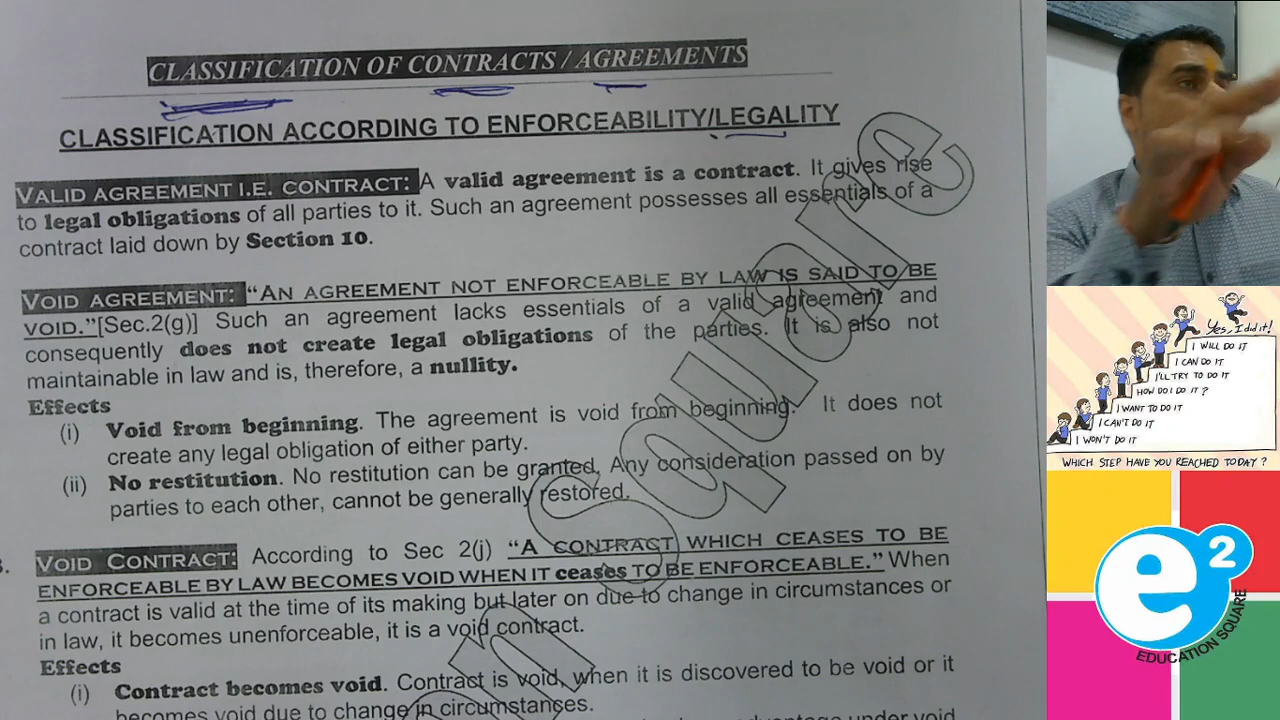 CLASSIFICATION OF CONTRACTS / AGREEMENTS
CLASSIFICATION ACCORDING TO ENFORCEABILITY/LEGALITY
VALID AGREEMENT I.E. CONTRACT: A valid agreement is a contract. It gives rise
to legal obligations of all parties to it. Such an agreement possesses all essentials of a
contract laid down by Section 10.
VOID AGREEMENT: “AN AGREEMENT NOT ENFORCEABLE BY LAW IS SAID TO BE
VOID.”[Sec.2(g)] Such an agreement lacks essentials of a valid agreement and
consequently does not create legal obligations of the parties. It is also not
maintainable in law and is, therefore, a nullity.
Effects
(i) Void from beginning. The agreement is void from beginning. It does not
create any legal obligation of either party.
(ii) No restitution. No restitution can be granted. Any consideration passed on by
parties to each other, cannot be generally restored.
VOID CONTRACT: According to Sec 2(j) “A CONTRACT WHICH CEASES TO BE
ENFORCEABLE BY LAW BECOMES VOID WHEN IT ceases TO BE ENFORCEABLE.” When
a contract is valid at the time of its making but later on due to change in circumstances or
in law, it becomes unenforceable, it is a void contract.
Effects
(i) Contract becomes void. Contract is void, when it is discovered to be void or it
becomes void due to change in circumstances.
Square
Yes, I did it!
I WILL DO IT
I CAN DO IT
I'LL TRY TO DO IT
HOW DO I DO IT?
I WANT TO DO IT
I CAN'T DO IT
I WON'T DO IT
WHICH STEP HAVE YOU REACHED TODAY?
e2
EDUCATION SQUARE